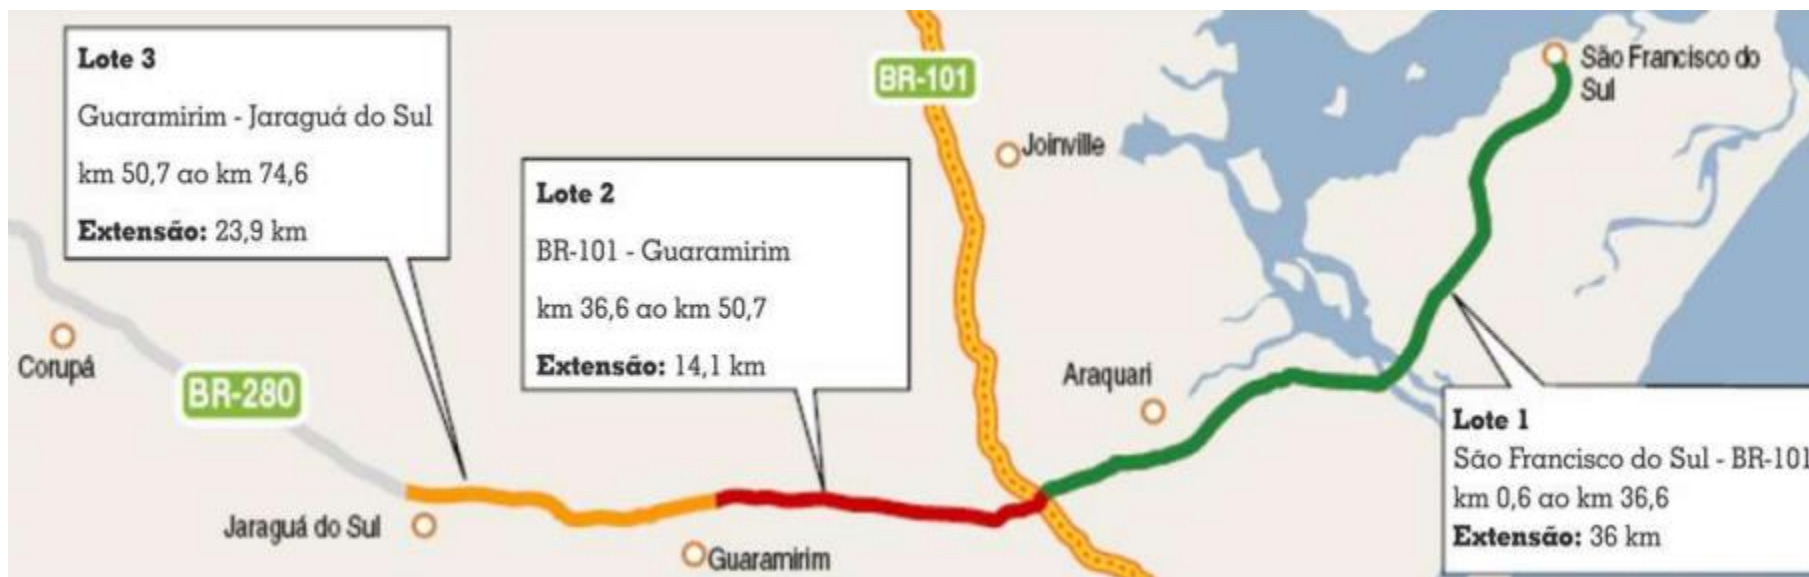 Lote 3
Guaramirim - Jaraguá do Sul
km 50,7 ao km 74,6
Extensão: 23,9 km
Lote 2
BR-101 - Guaramirim
km 36,6 ao km 50,7
Extensão: 14,1 km
BR-101
Joinville
São Francisco do
Sul
Corupá
BR-280
Araquari
Lote 1
São Francisco do Sul - BR-101
km 0,6 ao km 36,6
Extensão: 36 km
Jaraguá do Sul
Guaramirim